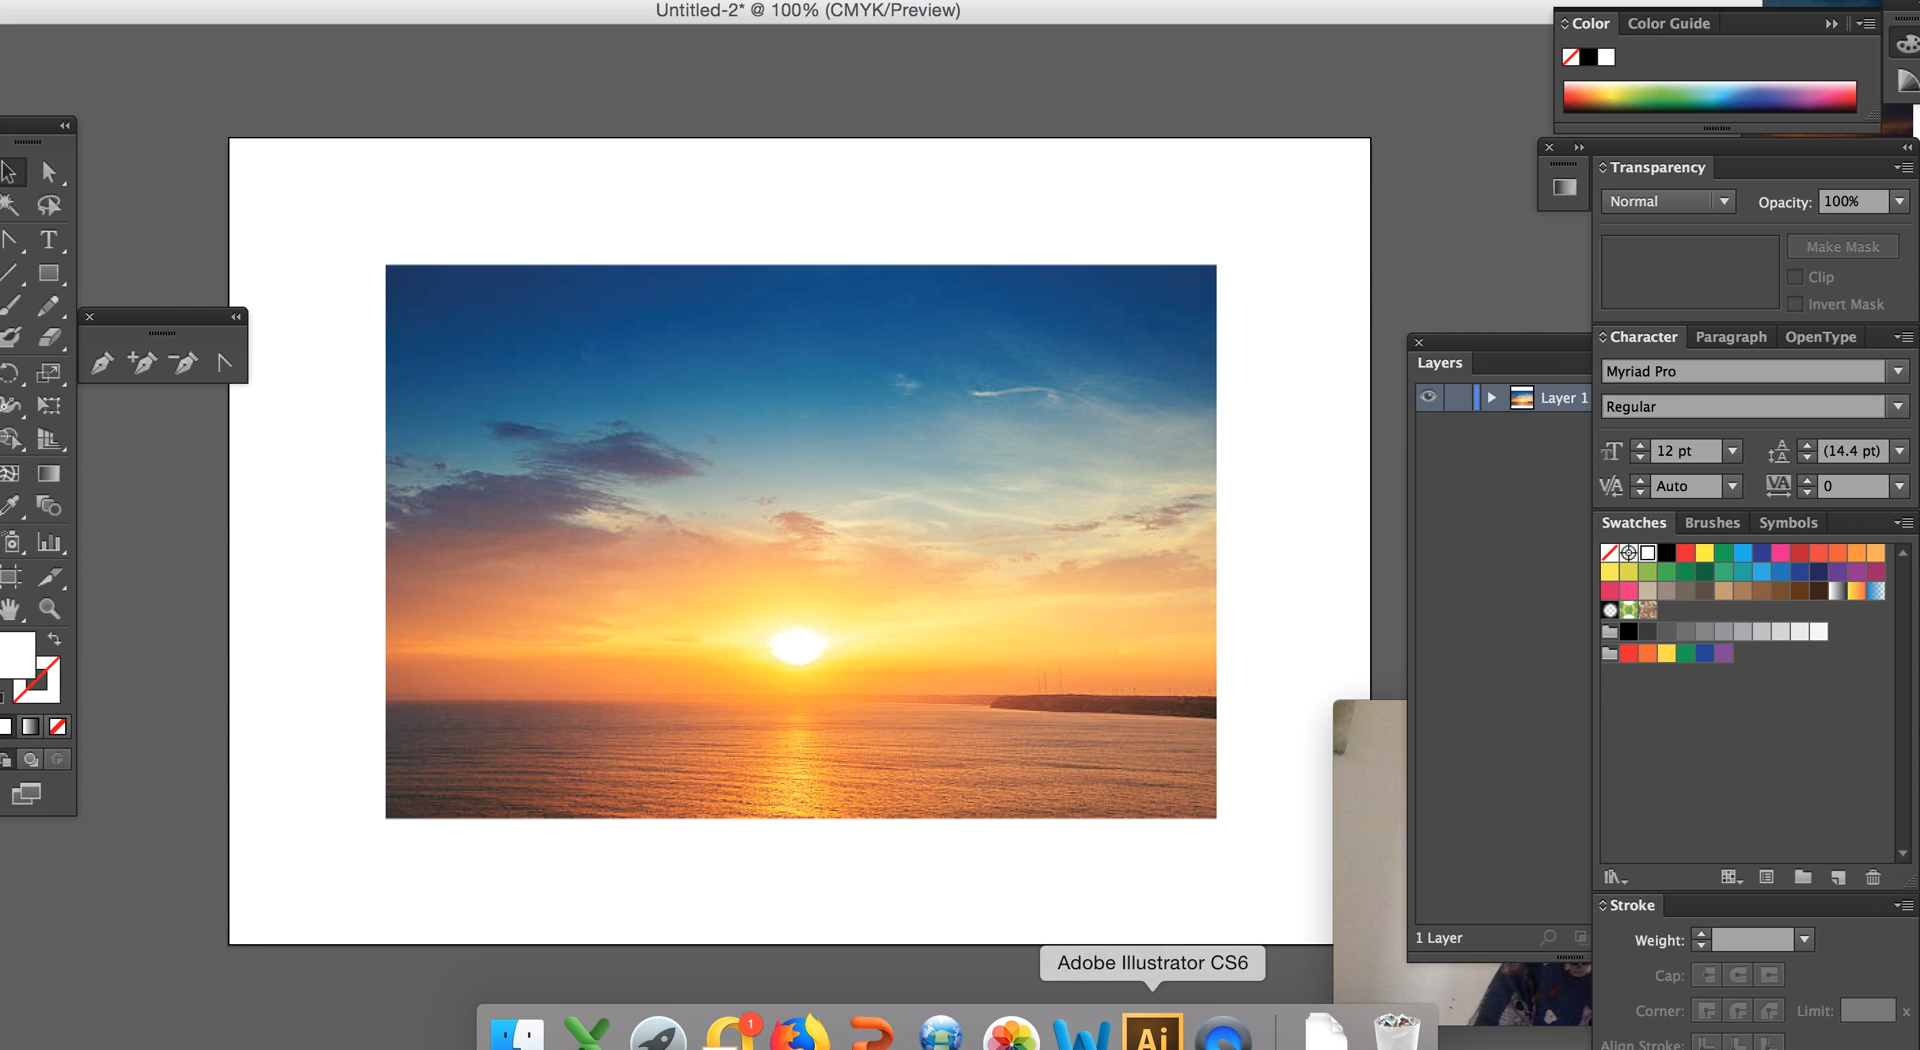 Untitled-2* @ 100% (CMYK/Preview)
Color
Color Guide
Transparency
Normal
Opacity: 100%
Make Mask
Clip
Invert Mask
Layers
Layer 1
Character
Paragraph
OpenType
Myriad Pro
Regular
12 pt
(14.4 pt)
Auto
0
Swatches
Brushes
Symbols
1 Layer
Stroke
Weight:
Cap:
Corner:
Limit:
x
Align Stroke:
Adobe Illustrator CS6
1
Ai